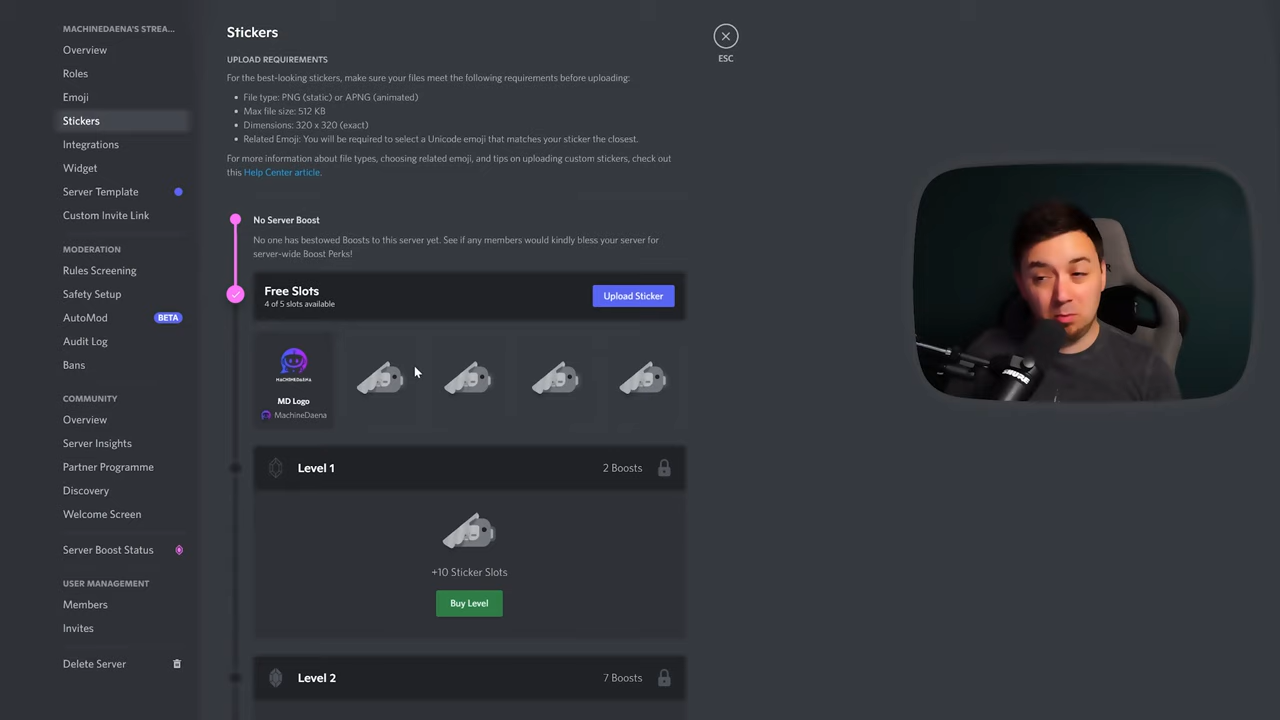 MACHINEDAENA'S STREA...
Overview
Roles
Emoji
Stickers
Integrations
Widget
Server Template
Custom Invite Link
MODERATION
Rules Screening
Safety Setup
AutoMod
BETA
Audit Log
Bans
COMMUNITY
Overview
Server Insights
Partner Programme
Discovery
Welcome Screen
Server Boost Status
USER MANAGEMENT
Members
Invites
Delete Server
Stickers
ESC
UPLOAD REQUIREMENTS
For the best-looking stickers, make sure your files meet the following requirements before uploading:
• File type: PNG (static) or APNG (animated)
• Max file size: 512 KB
• Dimensions: 320 x 320 (exact)
• Related Emoji: You will be required to select a Unicode emoji that matches your sticker the closest.
For more information about file types, choosing related emoji, and tips on uploading custom stickers, check out
this Help Center article.
No Server Boost
No one has bestowed Boosts to this server yet. See if any members would kindly bless your server for
server-wide Boost Perks!
Free Slots
4 of 5 slots available
Upload Sticker
MACHINEDAENA
MD Logo
MachineDaena
Level 1
2 Boosts
+10 Sticker Slots
Buy Level
Level 2
7 Boosts
SHURE